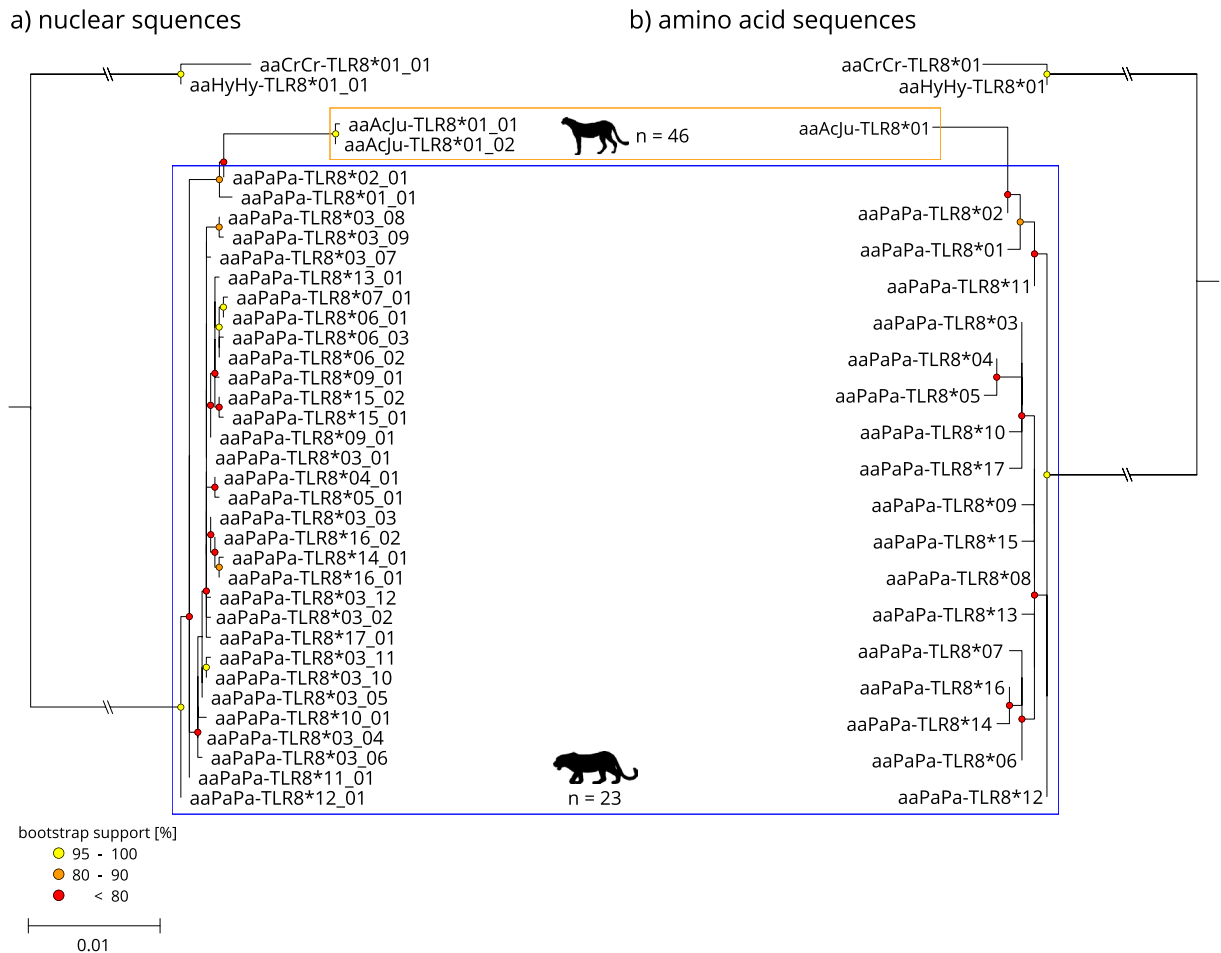 a) nuclear squences
b) amino acid sequences
aaCrCr-TLR8*01_01
aaHyHy-TLR8*01_01
aaAcJu-TLR8*01_01
aaAcJu-TLR8*01_02
n = 46
aaPaPa-TLR8*02_01
aaPaPa-TLR8*01_01
aaPaPa-TLR8*03_08
aaPaPa-TLR8*03_09
aaPaPa-TLR8*03_07
aaPaPa-TLR8*13_01
aaPaPa-TLR8*07_01
aaPaPa-TLR8*06_01
aaPaPa-TLR8*06_03
aaPaPa-TLR8*06_02
aaPaPa-TLR8*09_01
aaPaPa-TLR8*15_02
aaPaPa-TLR8*15_01
aaPaPa-TLR8*09_01
aaPaPa-TLR8*03_01
aaPaPa-TLR8*04_01
aaPaPa-TLR8*05_01
aaPaPa-TLR8*03_03
aaPaPa-TLR8*16_02
aaPaPa-TLR8*14_01
aaPaPa-TLR8*16_01
aaPaPa-TLR8*03_12
aaPaPa-TLR8*03_02
aaPaPa-TLR8*17_01
aaPaPa-TLR8*03_11
aaPaPa-TLR8*03_10
aaPaPa-TLR8*03_05
aaPaPa-TLR8*10_01
aaPaPa-TLR8*03_04
aaPaPa-TLR8*03_06
aaPaPa-TLR8*11_01
aaPaPa-TLR8*12_01
n = 23
aaCrCr-TLR8*01
aaHyHy-TLR8*01
aaAcJu-TLR8*01
aaPaPa-TLR8*02
aaPaPa-TLR8*01
aaPaPa-TLR8*11
aaPaPa-TLR8*03
aaPaPa-TLR8*04
aaPaPa-TLR8*05
aaPaPa-TLR8*10
aaPaPa-TLR8*17
aaPaPa-TLR8*09
aaPaPa-TLR8*15
aaPaPa-TLR8*08
aaPaPa-TLR8*13
aaPaPa-TLR8*07
aaPaPa-TLR8*16
aaPaPa-TLR8*14
aaPaPa-TLR8*06
aaPaPa-TLR8*12
bootstrap support [%]
95 - 100
80 - 90
< 80
0.01